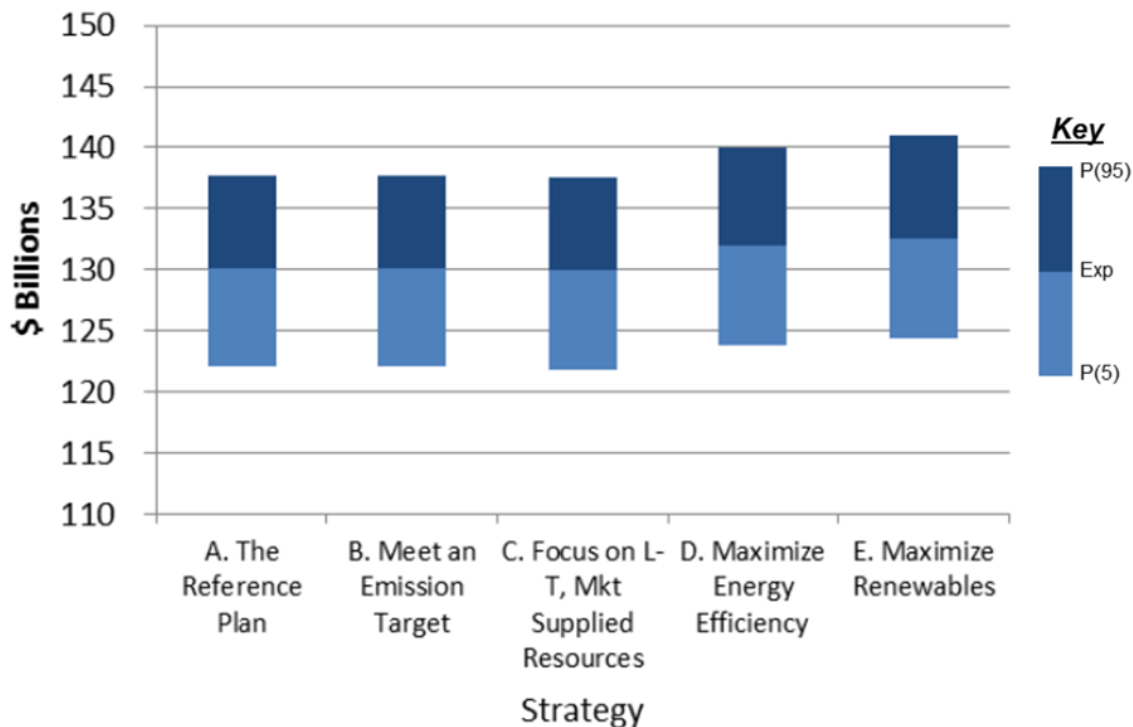 150
145
140
135
130
125
120
115
110
$ Billions
A. The
Reference
Plan
B. Meet an
Emission
Target
C. Focus on L-
T, Mkt
Supplied
Resources
D. Maximize
Energy
Efficiency
E. Maximize
Renewables
Strategy
Key
P(95)
Exp
P(5)